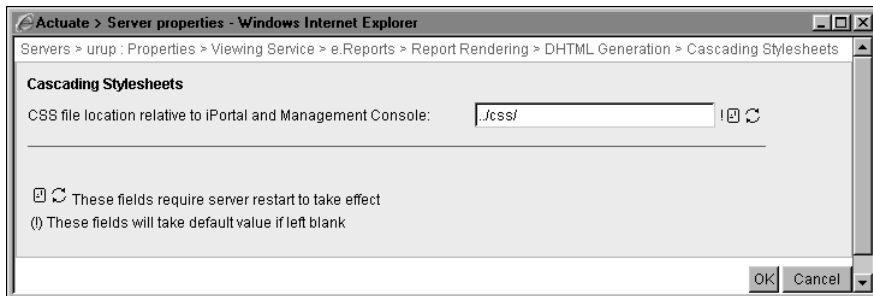 Actuate > Server properties - Windows Internet Explorer
Servers > urup : Properties > Viewing Service > e.Reports > Report Rendering > DHTML Generation > Cascading Stylesheets
Cascading Stylesheets
CSS file location relative to iPortal and Management Console: ../css/ !
These fields require server restart to take effect
(!) These fields will take default value if left blank
OK Cancel